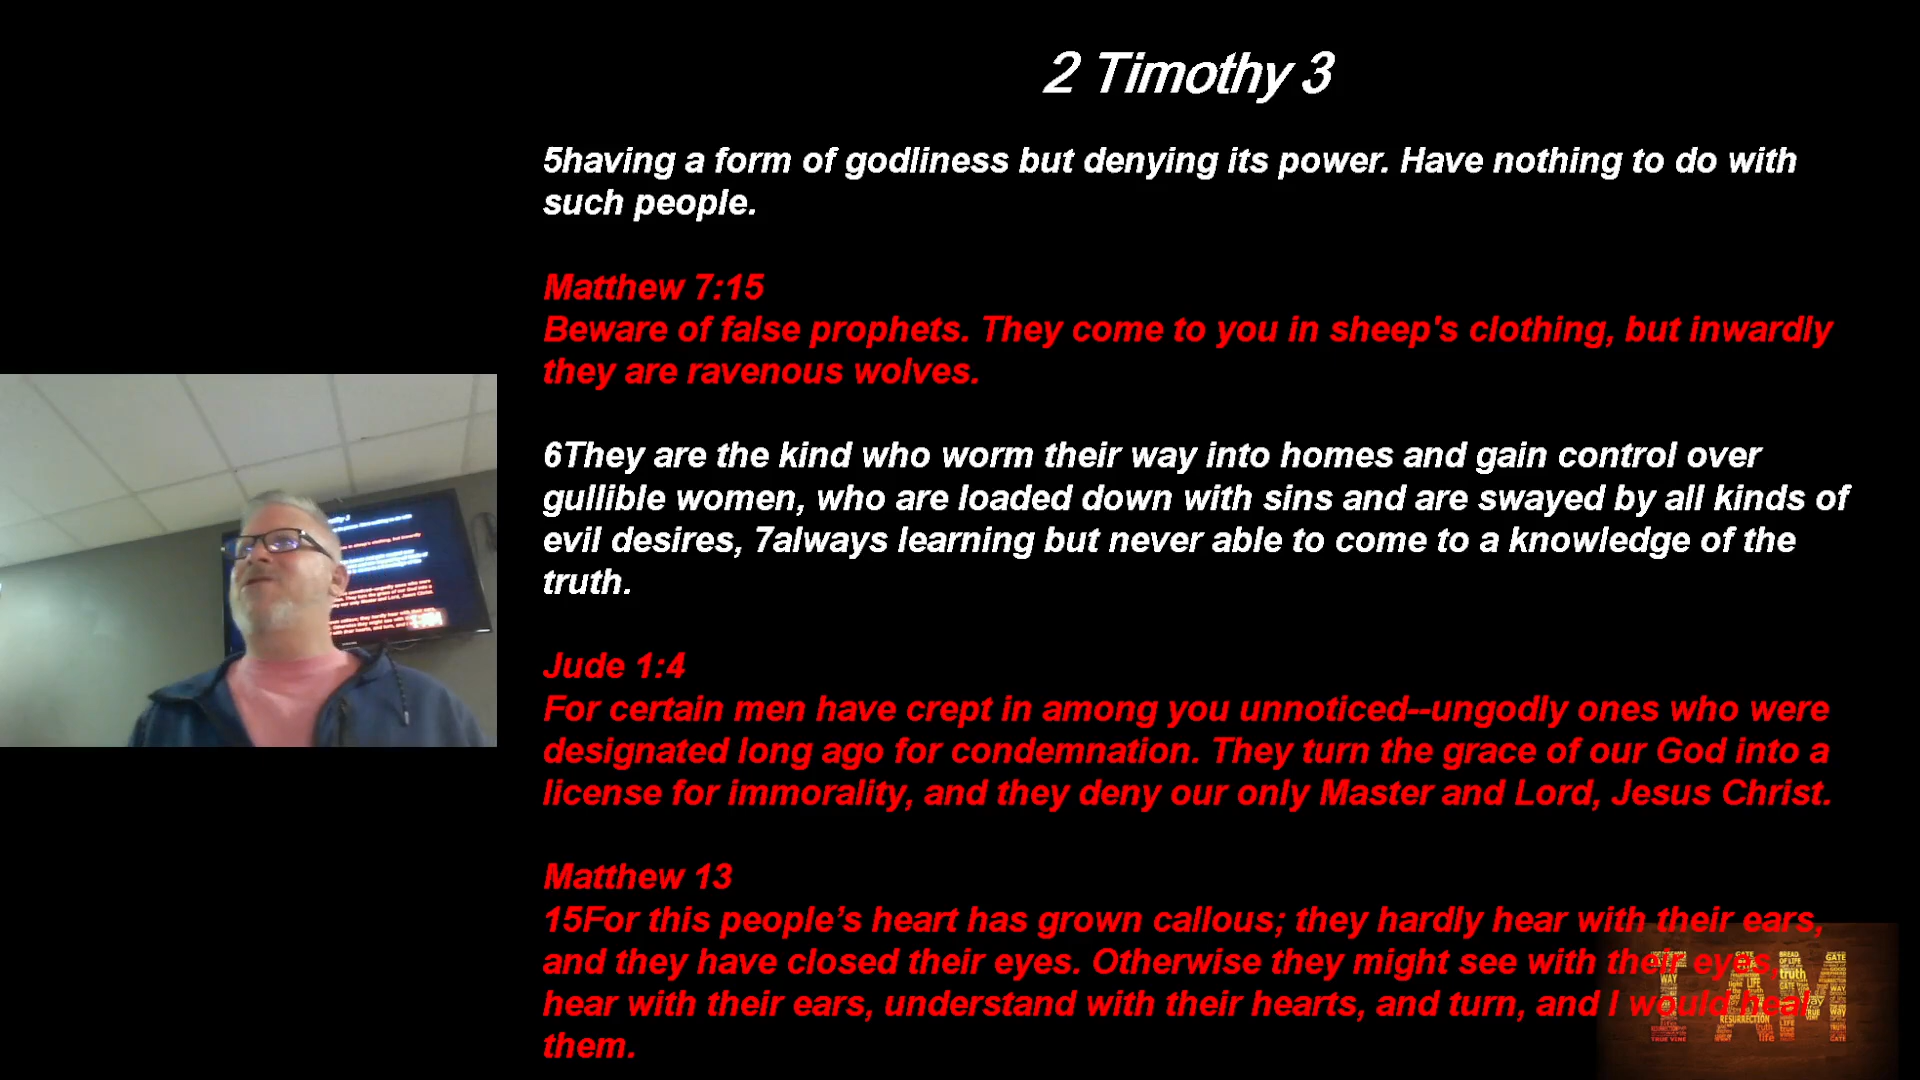 2 Timothy 3
5having a form of godliness but denying its power. Have nothing to do with
such people.
Matthew 7:15
Beware of false prophets. They come to you in sheep's clothing, but inwardly
they are ravenous wolves.
6They are the kind who worm their way into homes and gain control over
gullible women, who are loaded down with sins and are swayed by all kinds of
evil desires, 7always learning but never able to come to a knowledge of the
truth.
Jude 1:4
For certain men have crept in among you unnoticed--ungodly ones who were
designated long ago for condemnation. They turn the grace of our God into a
license for immorality, and they deny our only Master and Lord, Jesus Christ.
Matthew 13
15For this people’s heart has grown callous; they hardly hear with their ears,
and they have closed their eyes. Otherwise they might see with their eyes,
hear with their ears, understand with their hearts, and turn, and I would heal
them.
I AM